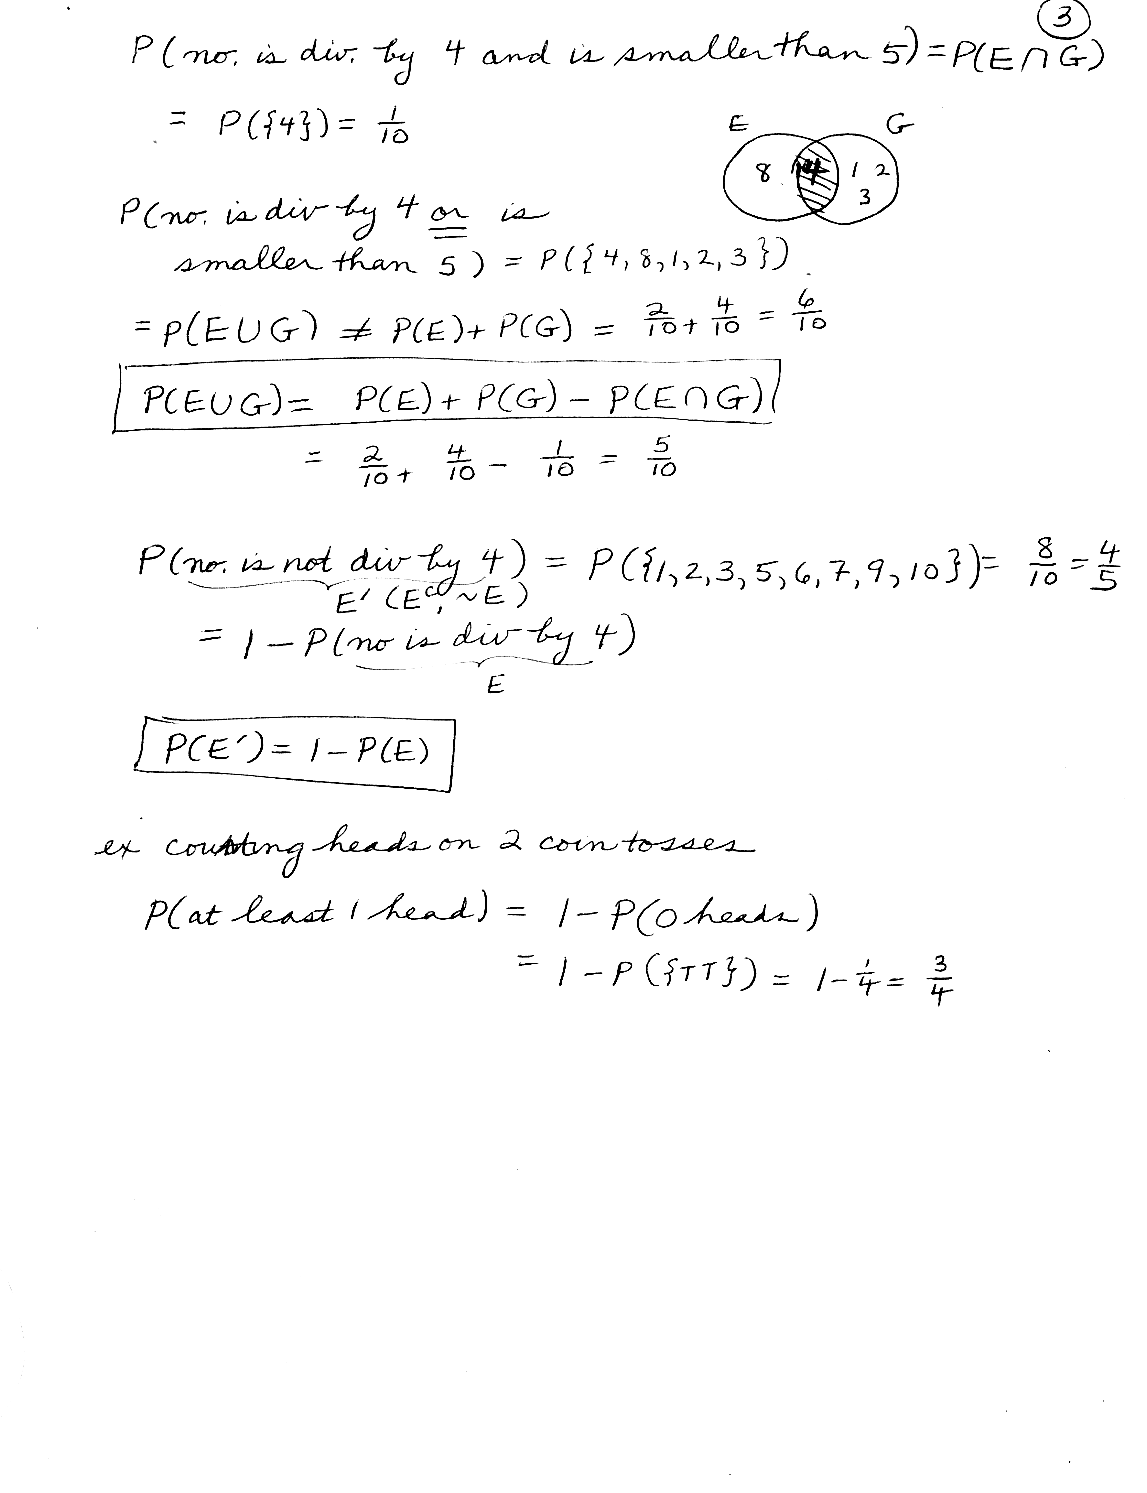 3
P(no. is div. by 4 and is smaller than 5) = P(E∩G)
= P({4}) = 1/10
E G
8 4 1 2
3
P(no. is div by 4 or is
smaller than 5) = P({4,8,1,2,3})
= P(E∪G) ≠ P(E)+ P(G) = 2/10 + 4/10 = 6/10
P(E∪G) = P(E) + P(G) - P(E∩G)
= 2/10 + 4/10 - 1/10 = 5/10
P(no. is not div by 4) = P({1,2,3,5,6,7,9,10}) = 8/10 = 4/5
E' (Eᶜ, ~E)
= 1 - P(no is div by 4)
E
P(E') = 1 - P(E)
ex counting heads on 2 coin tosses
P(at least 1 head) = 1 - P(0 heads)
= 1 - P({TT}) = 1 - 1/4 = 3/4